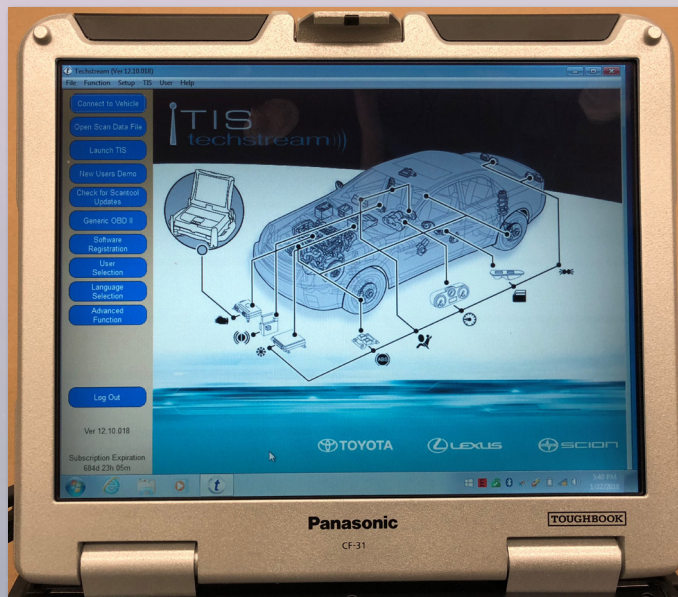 Techstream (Ver 12.10.018)
File Function Setup TIS User Help
Connect to Vehicle
Open Scan Data File
Launch TIS
New Users Demo
Check for Scantool
Updates
Generic OBD II
Software
Registration
User
Selection
Language
Selection
Advanced
Function
Log Out
Ver 12.10.018
Subscription Expiration
684d 23h 05m
TIS
techstream
ABS
TOYOTA
LEXUS
SCION
Panasonic
TOUGHBOOK
CF-31